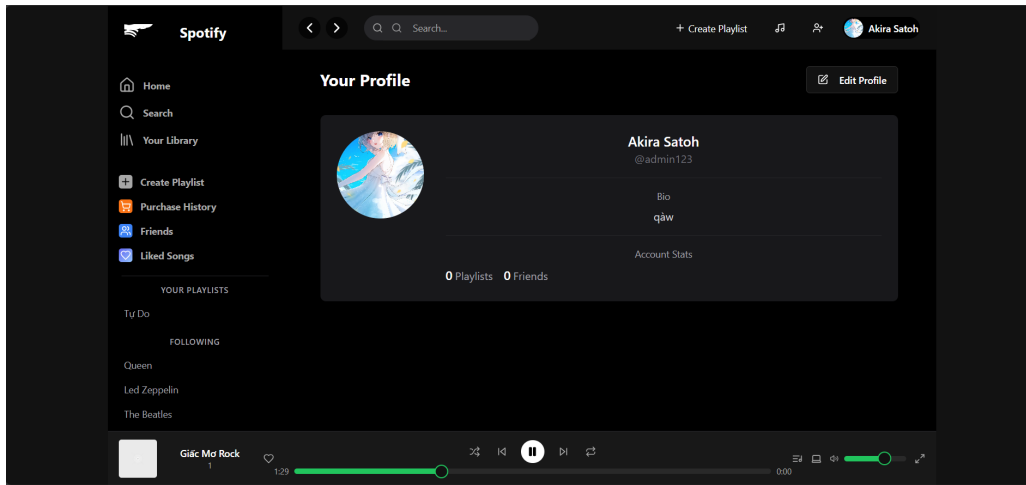 Spotify
Search...
Create Playlist
Akira Satoh
Home
Search
Your Library
Create Playlist
Purchase History
Friends
Liked Songs
YOUR PLAYLISTS
Tự Do
FOLLOWING
Queen
Led Zeppelin
The Beatles
Your Profile
Edit Profile
Akira Satoh
@admin123
Bio
qàw
Account Stats
0 Playlists 0 Friends
Giấc Mơ Rock
1
1:29
0:00